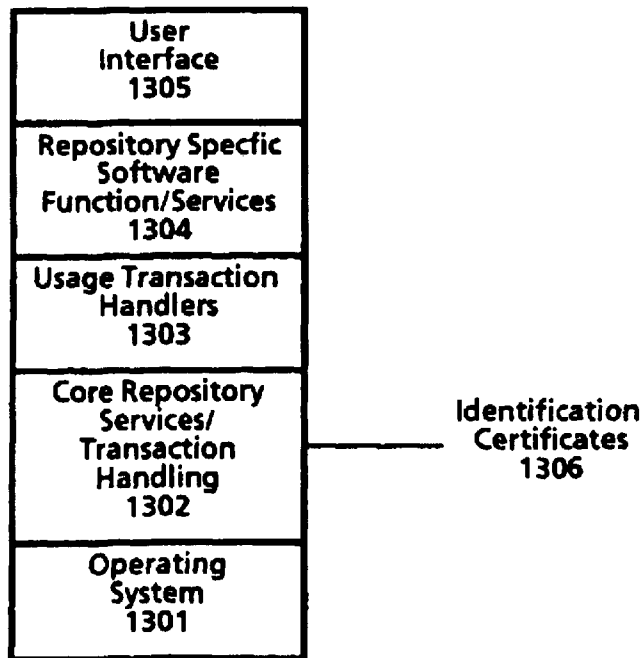 User
Interface
1305
Repository Specfic
Software
Function/Services
1304
Usage Transaction
Handlers
1303
Core Repository
Services/
Transaction
Handling
1302
Identification
Certificates
1306
Operating
System
1301